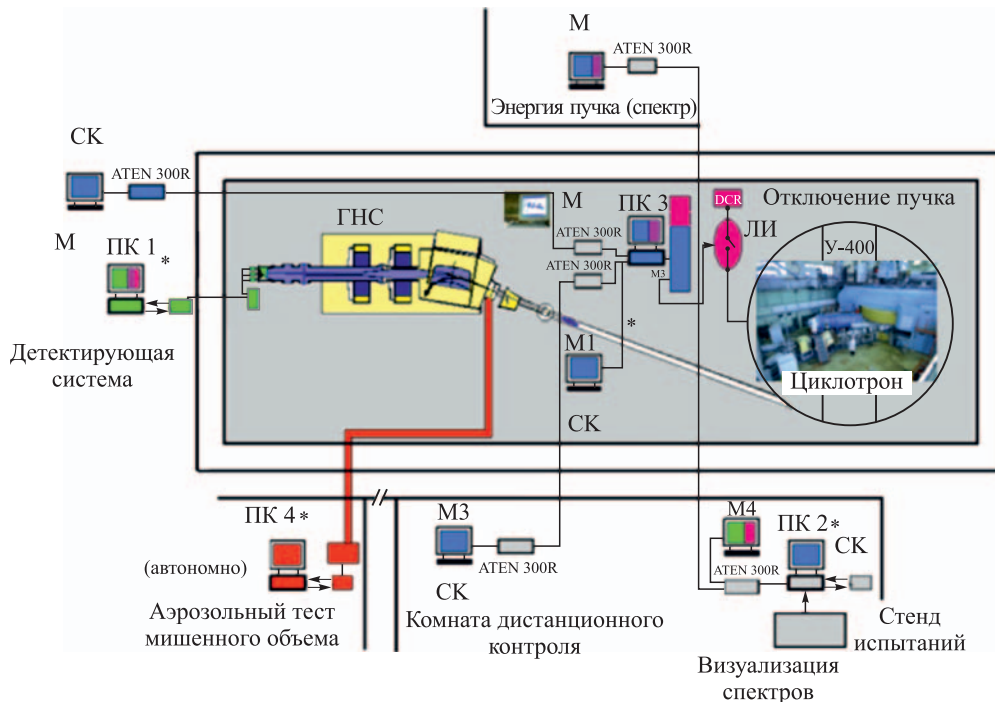 М
ATEN 300R
Энергия пучка (спектр)
СК
ATEN 300R
М
ПК 1 *
Детектирующая
система
ГНС
М
ATEN 300R
ATEN 300R
ПК 3
М3
DCR
Отключение пучка
ЛИ
У-400
Циклотрон
*
М1
СК
ПК 4 *
(автономно)
Аэрозольный тест
мишенного объема
М3
ATEN 300R
СК
Комната дистанционного
контроля
М4
ATEN 300R
ПК 2*
СК
Стенд
испытаний
Визуализация
спектров